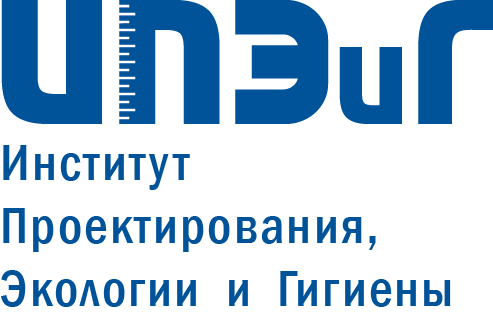 ИПЭиГ
Институт
Проектирования,
Экологии и Гигиены